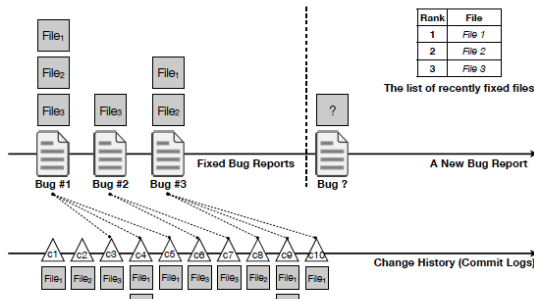 File1
File2
File3
File3
File1
File2
?
Rank File
1 File 1
2 File 2
3 File 3
The list of recently fixed files
Fixed Bug Reports
A New Bug Report
Bug #1
Bug #2
Bug #3
Bug ?
c1 c2 c3 c4 c5 c6 c7 c8 c9 c10
Change History (Commit Logs)
File1 File2 File3 File1 File1 File3 File3 File2 File1 File1